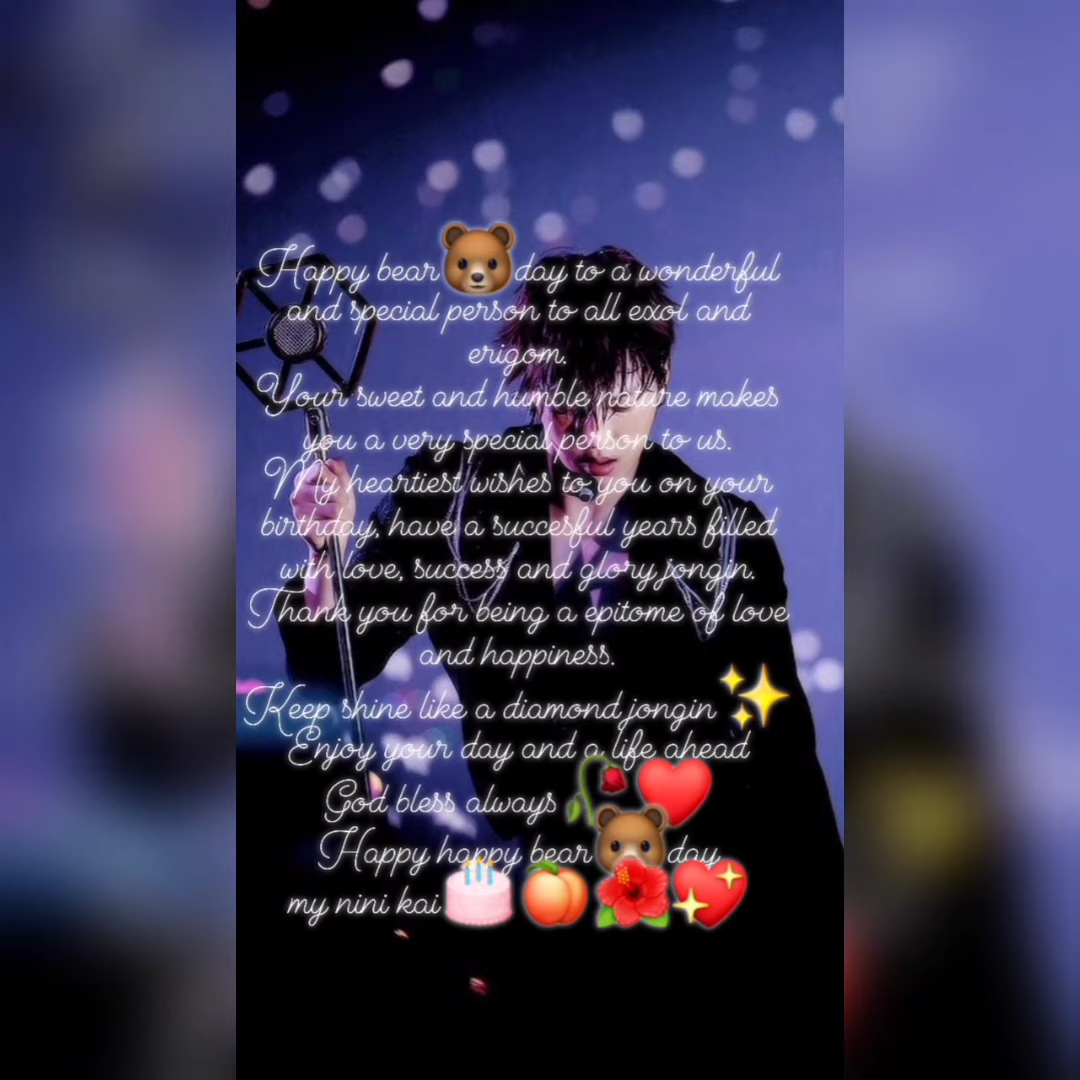 Happy bear🐻day to a wonderful
and special person to all exol and
erigom.
Your sweet and humble nature makes
you a very special person to us.
My heartiest wishes to you on your
birthday, have a succesful years filled
with love, success and glory,jongin.
Thank you for being a epitome of love
and happiness.
Keep shine like a diamond jongin ✨
Enjoy your day and a life ahead
God bless always 🥀❤️
Happy happy bear🐻day
my nini kai🎂🍑🌺💖